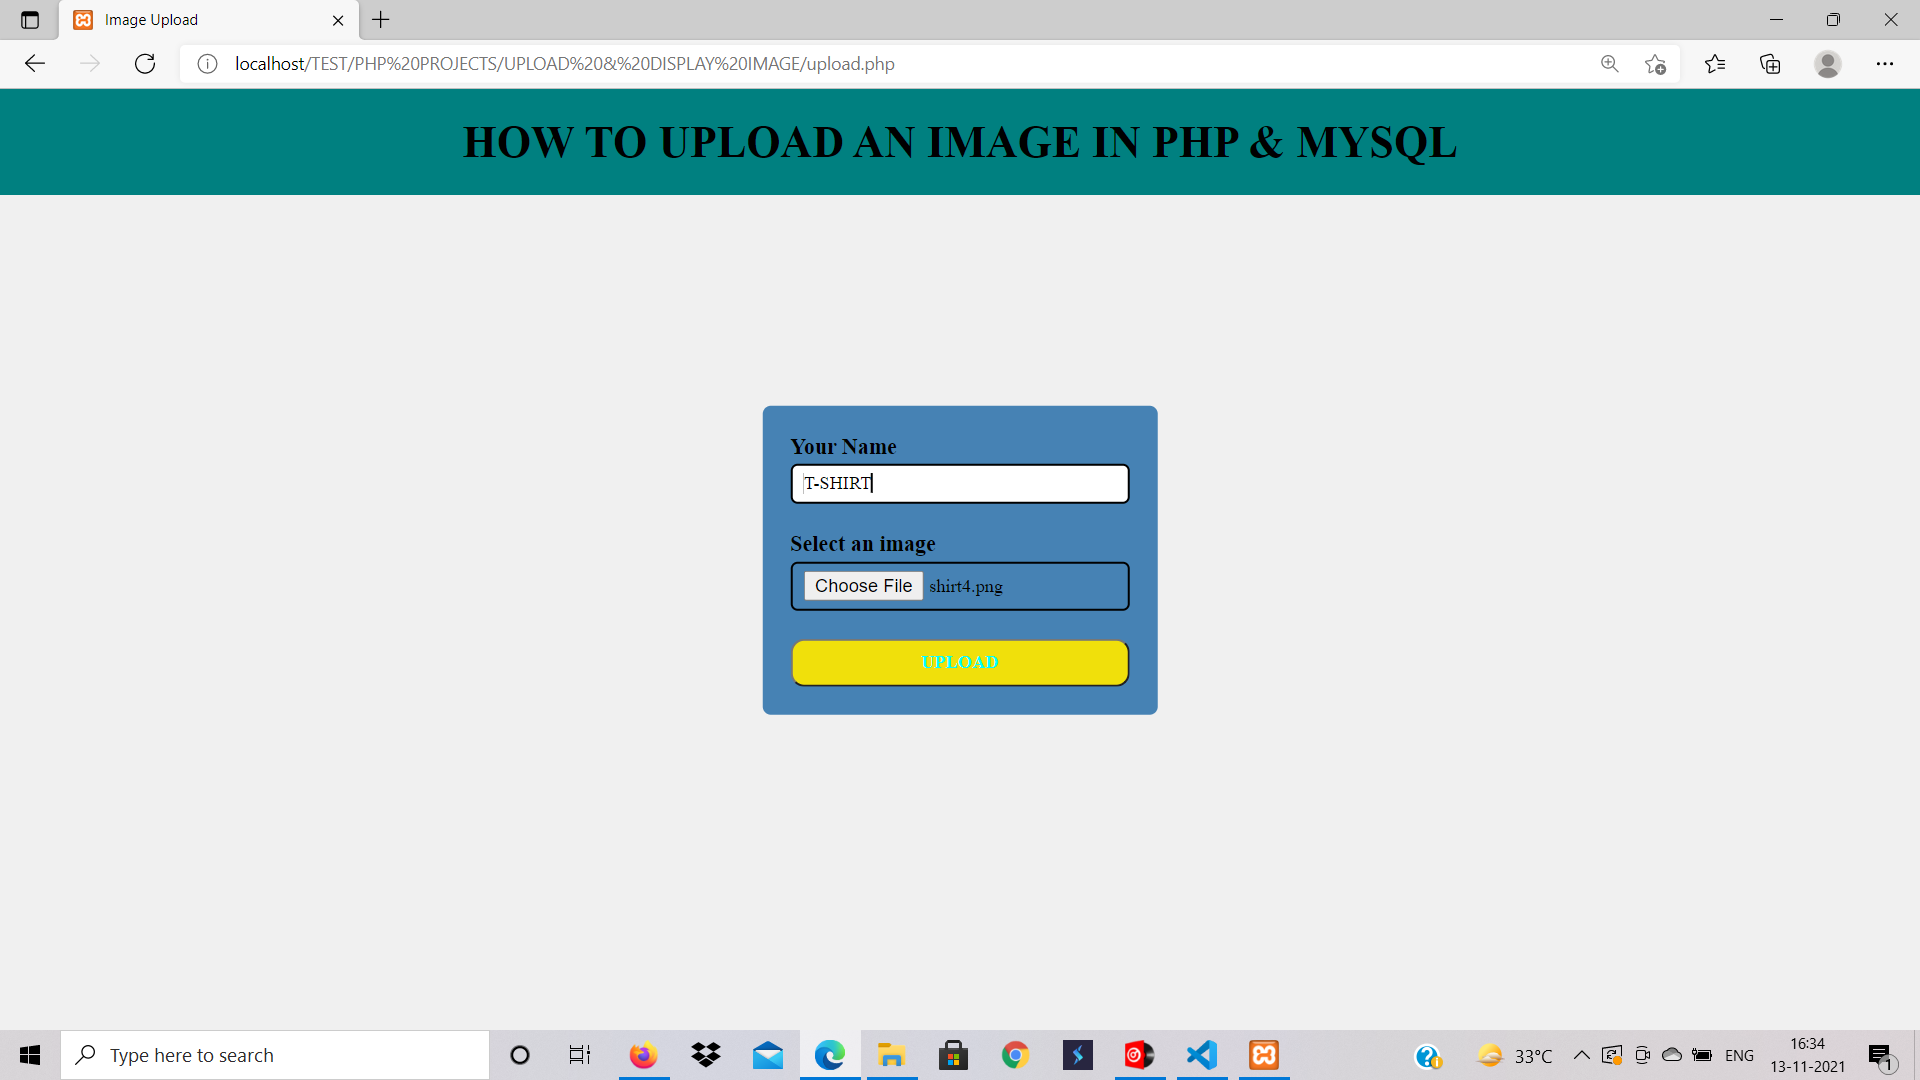 Image Upload
localhost/TEST/PHP%20PROJECTS/UPLOAD%20&%20DISPLAY%20IMAGE/upload.php
HOW TO UPLOAD AN IMAGE IN PHP & MYSQL
Your Name
T-SHIRT
Select an image
Choose File shirt4.png
UPLOAD
Type here to search
33°C
ENG
16:34
13-11-2021
1